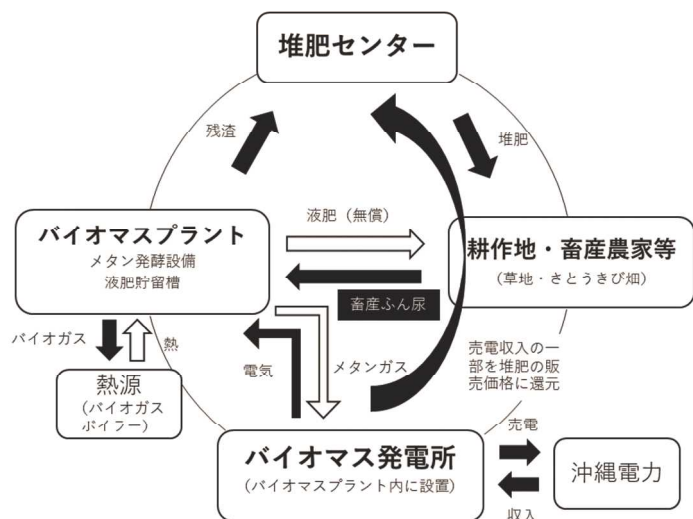 堆肥センター
残渣
堆肥
バイオマスプラント
メタン発酵設備
液肥貯留槽
液肥（無償）
耕作地・畜産農家等
（草地・さとうきび畑）
畜産ふん尿
バイオガス
熱
電気
メタンガス
売電収入の一
部を堆肥の販
売価格に還元
熱源
（バイオガス
ボイラー）
バイオマス発電所
（バイオマスプラント内に設置）
売電
収入
沖縄電力